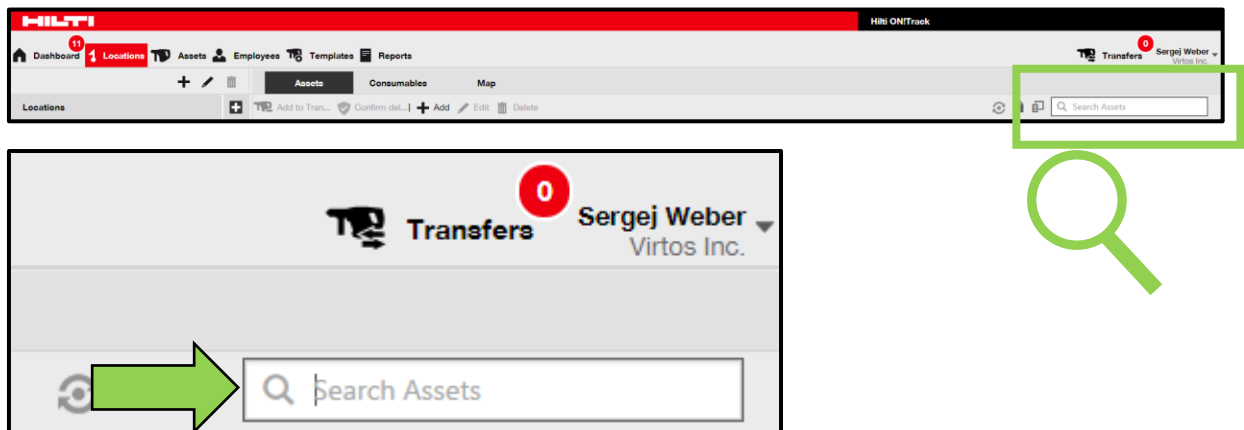 HILTI
Hilti ON!Track
11
0
Dashboard Locations Assets Employees Templates Reports Transfers Sergej Weber
Virtos Inc.
Assets Consumables Map
Locations Add to Tran... Confirm del... Add Edit Delete Search Assets
0
Transfers Sergej Weber
Virtos Inc.
Search Assets